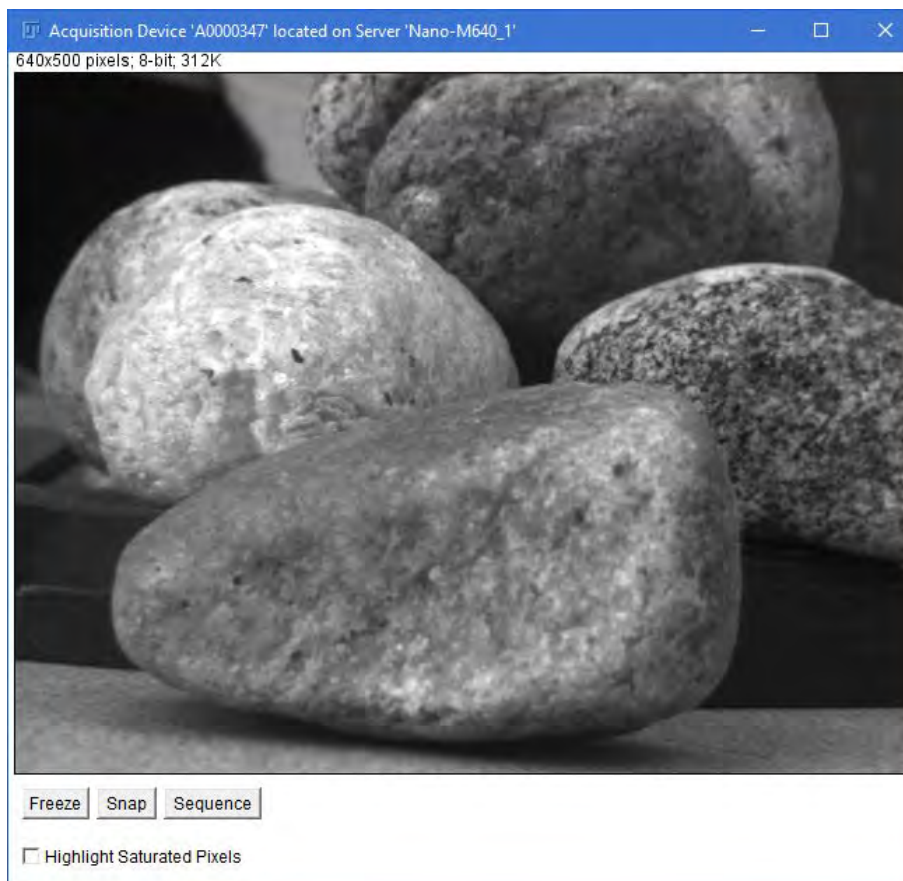 Acquisition Device 'A0000347' located on Server 'Nano-M640_1'
640x500 pixels; 8-bit; 312K
Freeze Snap Sequence
Highlight Saturated Pixels